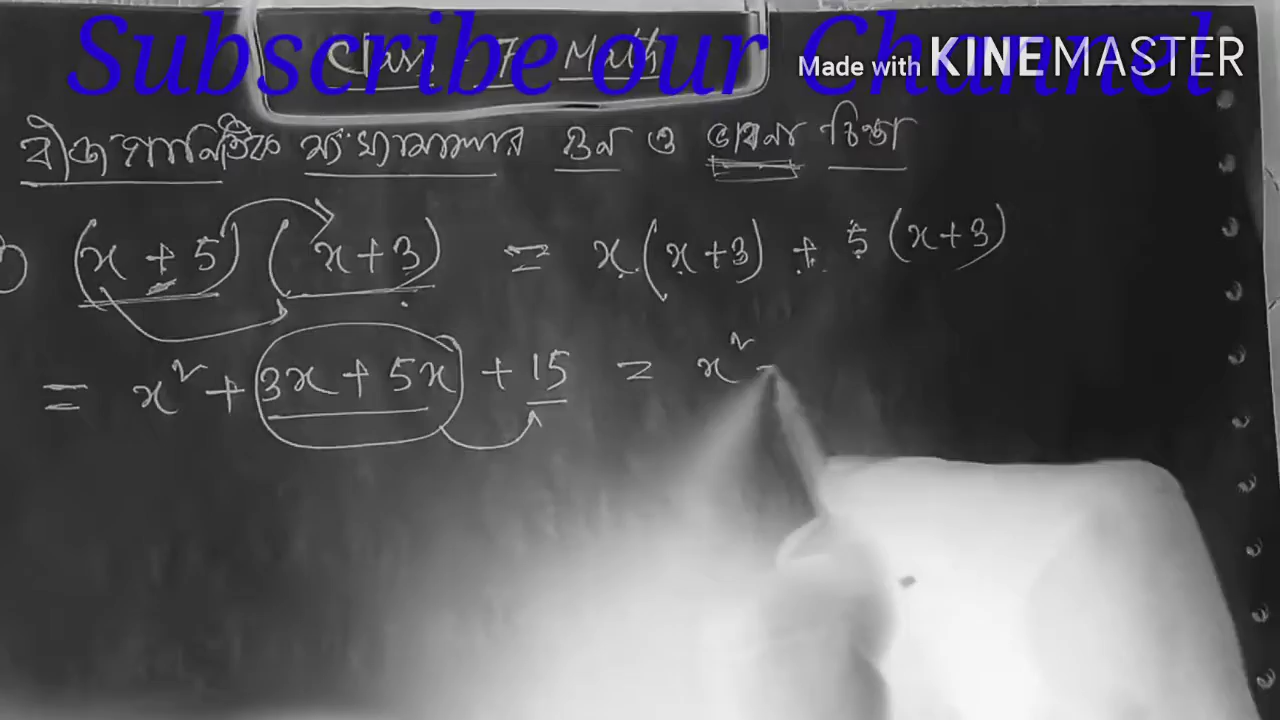 Subscribe our Channel
Class - 7 Math
Made with KINEMASTER
বীজগাণিতিক সংখ্যামালার গুন ও ভাবনা চিন্তা
(x + 5) (x + 3) = x (x + 3) + 5 (x + 3)
= x² + 3x + 5x + 15 = x² -